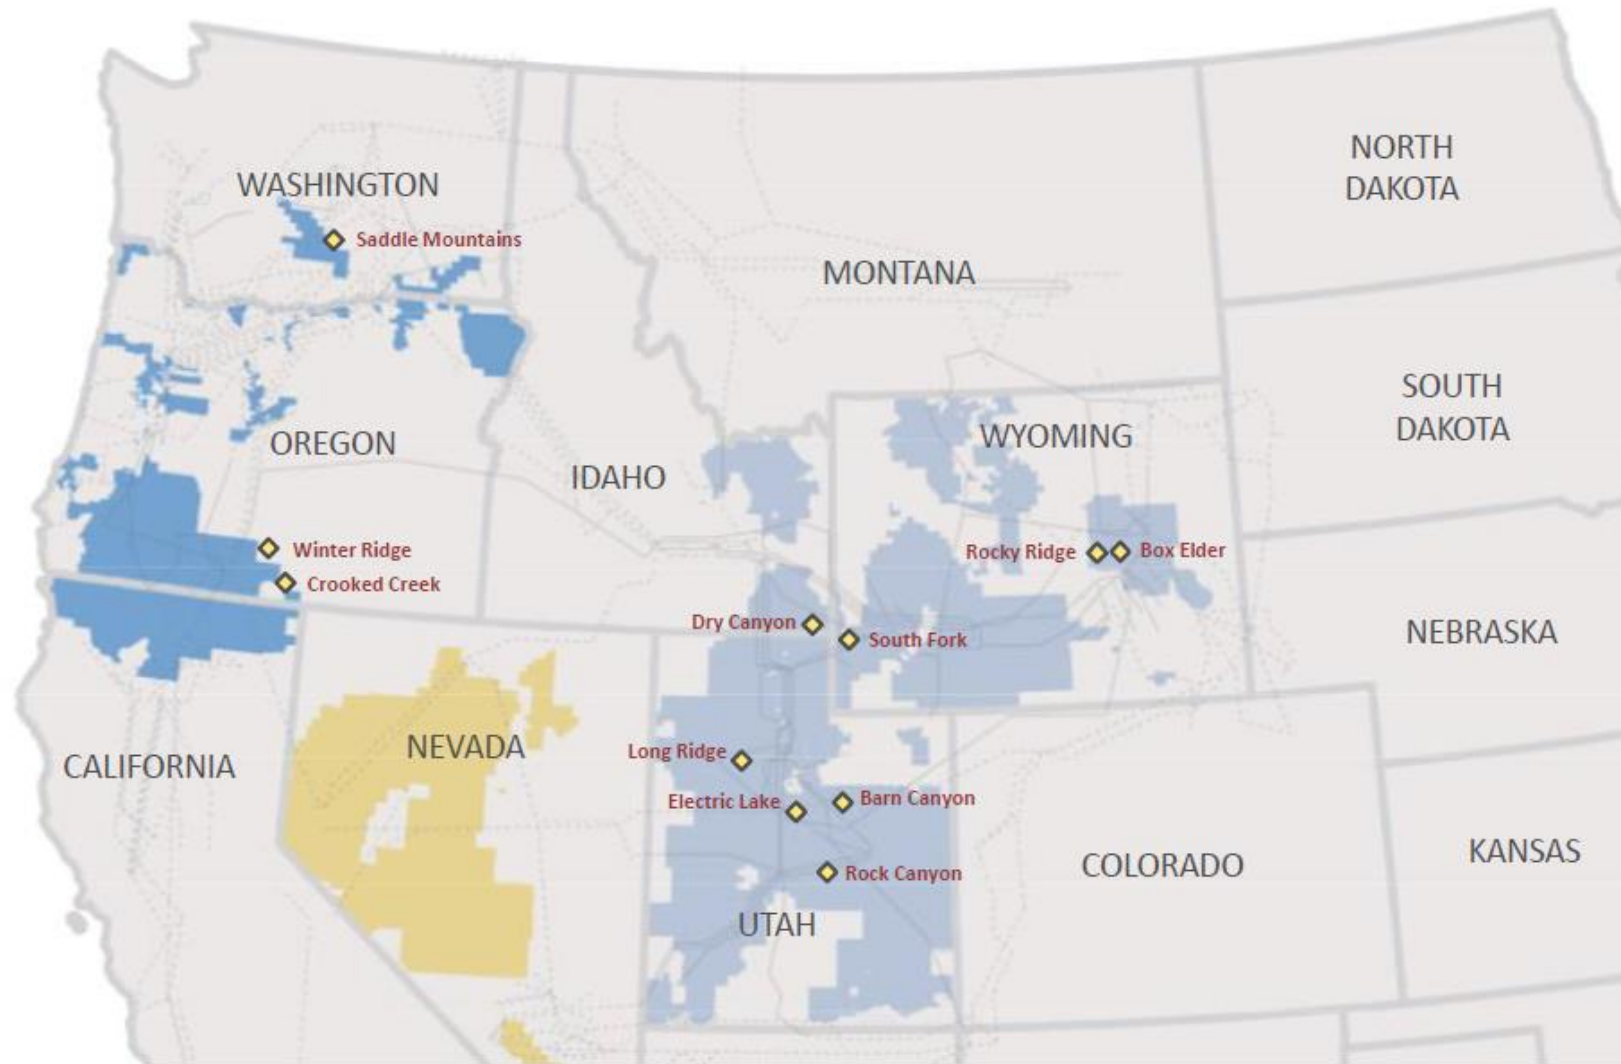 NORTH
DAKOTA
WASHINGTON
Saddle Mountains
MONTANA
SOUTH
DAKOTA
OREGON
WYOMING
IDAHO
Winter Ridge
Rocky Ridge
Box Elder
Crooked Creek
Dry Canyon
South Fork
NEBRASKA
NEVADA
Long Ridge
CALIFORNIA
Electric Lake
Barn Canyon
KANSAS
COLORADO
Rock Canyon
UTAH